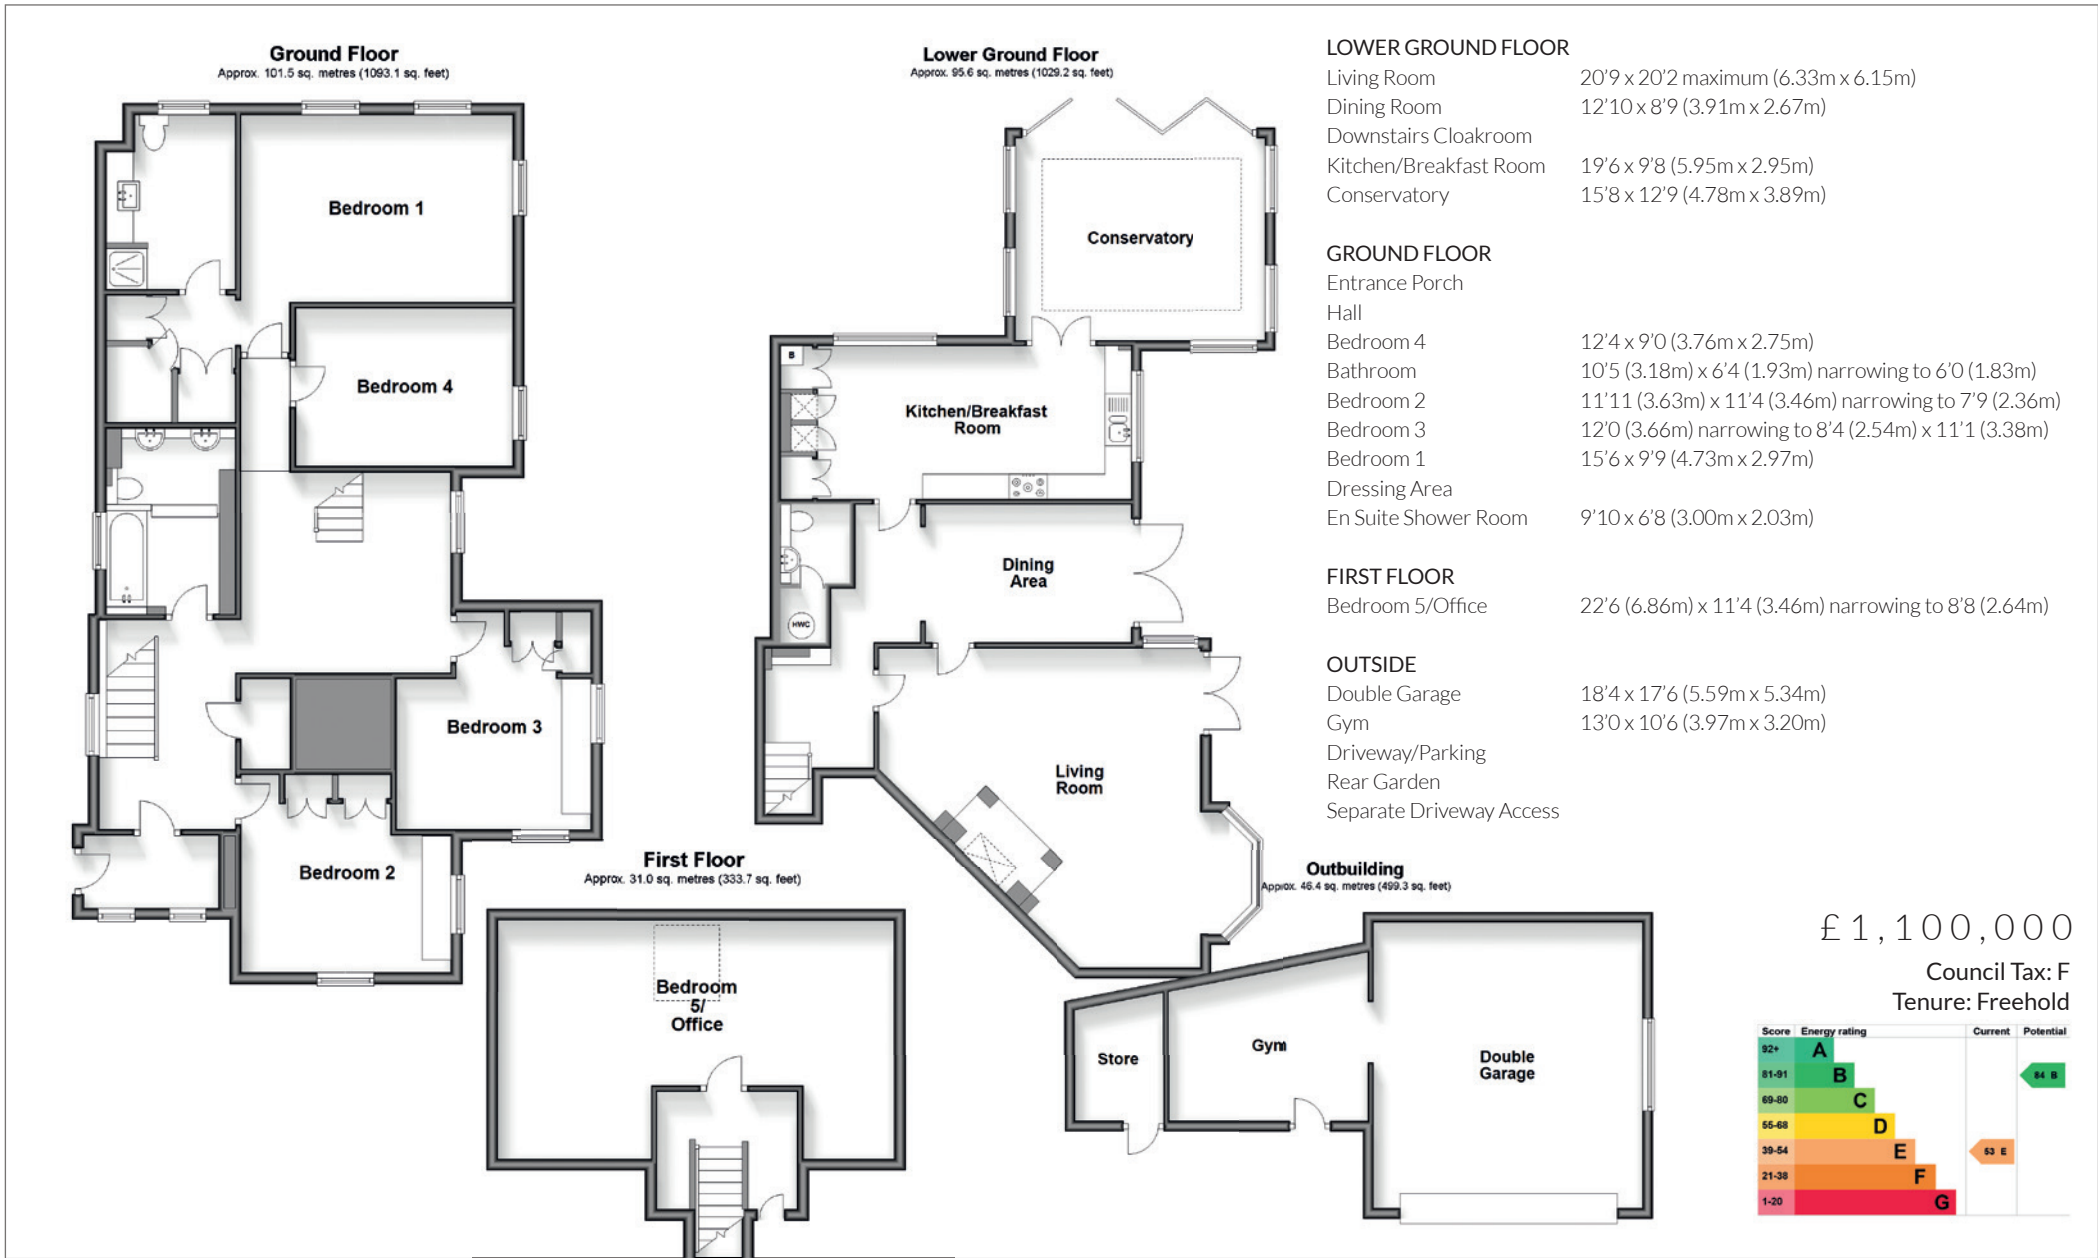 Ground Floor
Approx. 101.5 sq. metres (1093.1 sq. feet)
Bedroom 1
Bedroom 4
Bedroom 3
Bedroom 2
First Floor
Approx. 31.0 sq. metres (333.7 sq. feet)
Bedroom
5/
Office
Lower Ground Floor
Approx. 95.6 sq. metres (1029.2 sq. feet)
Conservatory
B
Kitchen/Breakfast
Room
Dining
Area
HWC
Living
Room
Outbuilding
Approx. 46.4 sq. metres (499.3 sq. feet)
Store
Gym
Double
Garage
LOWER GROUND FLOOR
Living Room 20'9 x 20'2 maximum (6.33m x 6.15m)
Dining Room 12'10 x 8'9 (3.91m x 2.67m)
Downstairs Cloakroom
Kitchen/Breakfast Room 19'6 x 9'8 (5.95m x 2.95m)
Conservatory 15'8 x 12'9 (4.78m x 3.89m)
GROUND FLOOR
Entrance Porch
Hall
Bedroom 4 12'4 x 9'0 (3.76m x 2.75m)
Bathroom 10'5 (3.18m) x 6'4 (1.93m) narrowing to 6'0 (1.83m)
Bedroom 2 11'11 (3.63m) x 11'4 (3.46m) narrowing to 7'9 (2.36m)
Bedroom 3 12'0 (3.66m) narrowing to 8'4 (2.54m) x 11'1 (3.38m)
Bedroom 1 15'6 x 9'9 (4.73m x 2.97m)
Dressing Area
En Suite Shower Room 9'10 x 6'8 (3.00m x 2.03m)
FIRST FLOOR
Bedroom 5/Office 22'6 (6.86m) x 11'4 (3.46m) narrowing to 8'8 (2.64m)
OUTSIDE
Double Garage 18'4 x 17'6 (5.59m x 5.34m)
Gym 13'0 x 10'6 (3.97m x 3.20m)
Driveway/Parking
Rear Garden
Separate Driveway Access
£1,100,000
Council Tax: F
Tenure: Freehold
Score Energy rating Current Potential
92+ A
81-91 B 84 B
69-80 C
55-68 D
39-54 E 53 E
21-38 F
1-20 G